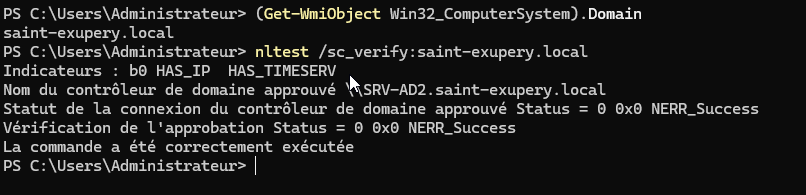 PS C:\Users\Administrateur> (Get-WmiObject Win32_ComputerSystem).Domain
saint-exupery.local
PS C:\Users\Administrateur> nltest /sc_verify:saint-exupery.local
Indicateurs : b0 HAS_IP  HAS_TIMESERV
Nom du contrôleur de domaine approuvé \\SRV-AD2.saint-exupery.local
Statut de la connexion du contrôleur de domaine approuvé Status = 0 0x0 NERR_Success
Vérification de l'approbation Status = 0 0x0 NERR_Success
La commande a été correctement exécutée
PS C:\Users\Administrateur>